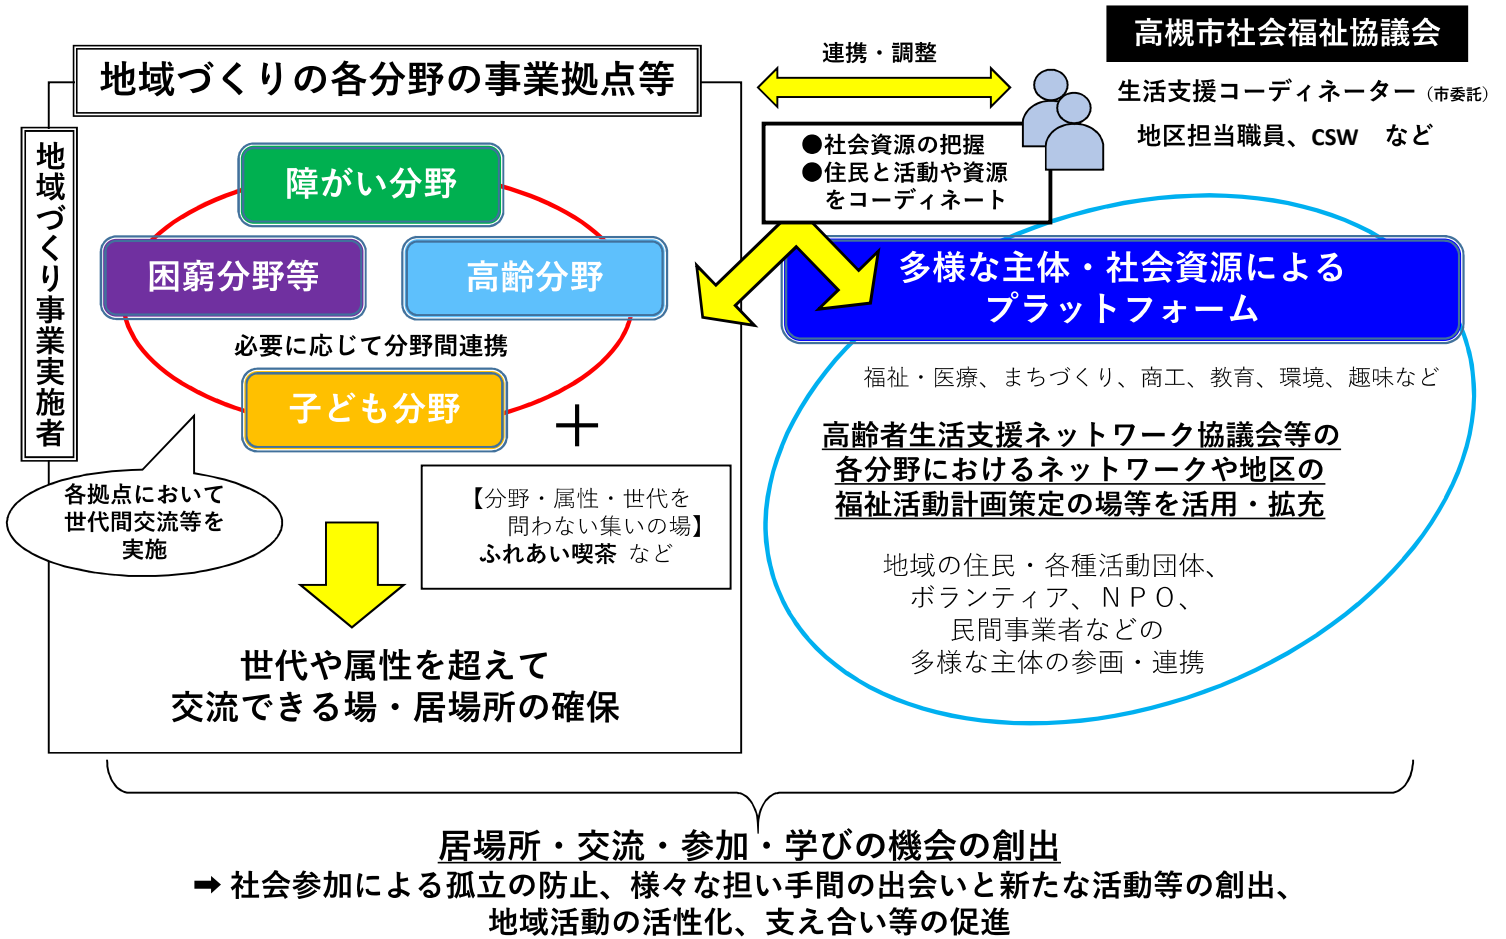 高槻市社会福祉協議会
生活支援コーディネーター（市委託）
地区担当職員、CSW　など
連携・調整
●社会資源の把握
●住民と活動や資源
をコーディネート
地域づくりの各分野の事業拠点等
地域づくり事業実施者
障がい分野
困窮分野等
高齢分野
必要に応じて分野間連携
子ども分野
＋
各拠点において
世代間交流等を
実施
【分野・属性・世代を
問わない集いの場】
ふれあい喫茶 など
世代や属性を超えて
交流できる場・居場所の確保
多様な主体・社会資源による
プラットフォーム
福祉・医療、まちづくり、商工、教育、環境、趣味など
高齢者生活支援ネットワーク協議会等の
各分野におけるネットワークや地区の
福祉活動計画策定の場等を活用・拡充
地域の住民・各種活動団体、
ボランティア、ＮＰＯ、
民間事業者などの
多様な主体の参画・連携
居場所・交流・参加・学びの機会の創出
➡ 社会参加による孤立の防止、様々な担い手間の出会いと新たな活動等の創出、
地域活動の活性化、支え合い等の促進